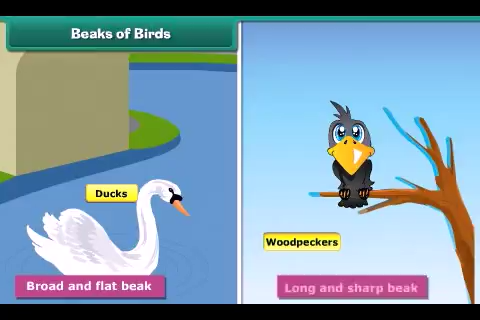 Beaks of Birds
Ducks
Broad and flat beak
Woodpeckers
Long and sharp beak